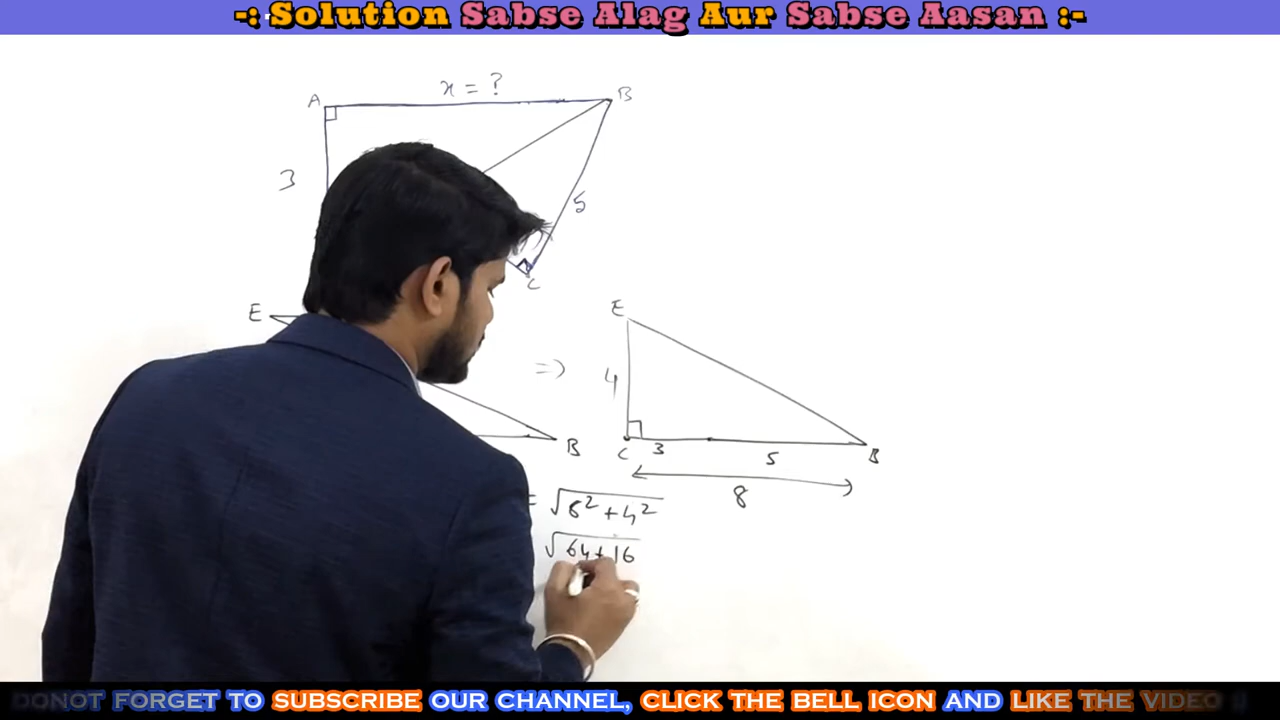 -: Solution Sabse Alag Aur Sabse Aasan :-
x = ?
A
B
3
5
C
E
B
=>
E
4
C 3 5 B
8
= √8² + 4²
√64 + 16
DONOT FORGET TO SUBSCRIBE OUR CHANNEL, CLICK THE BELL ICON AND LIKE THE VIDEO